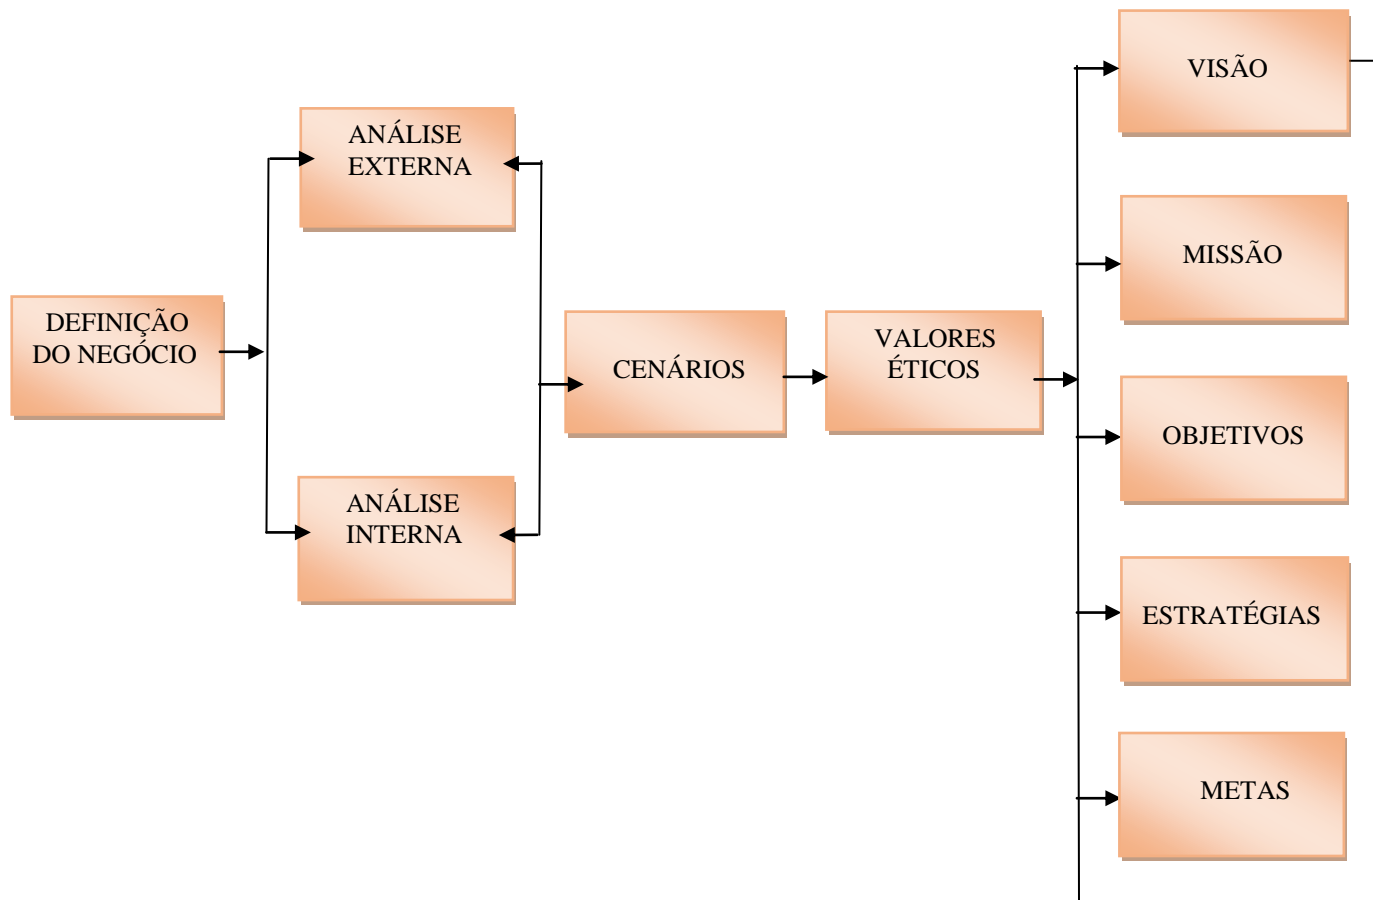 VISÃO
ANÁLISE
EXTERNA
MISSÃO
DEFINIÇÃO
DO NEGÓCIO
CENÁRIOS
VALORES
ÉTICOS
OBJETIVOS
ANÁLISE
INTERNA
ESTRATÉGIAS
METAS